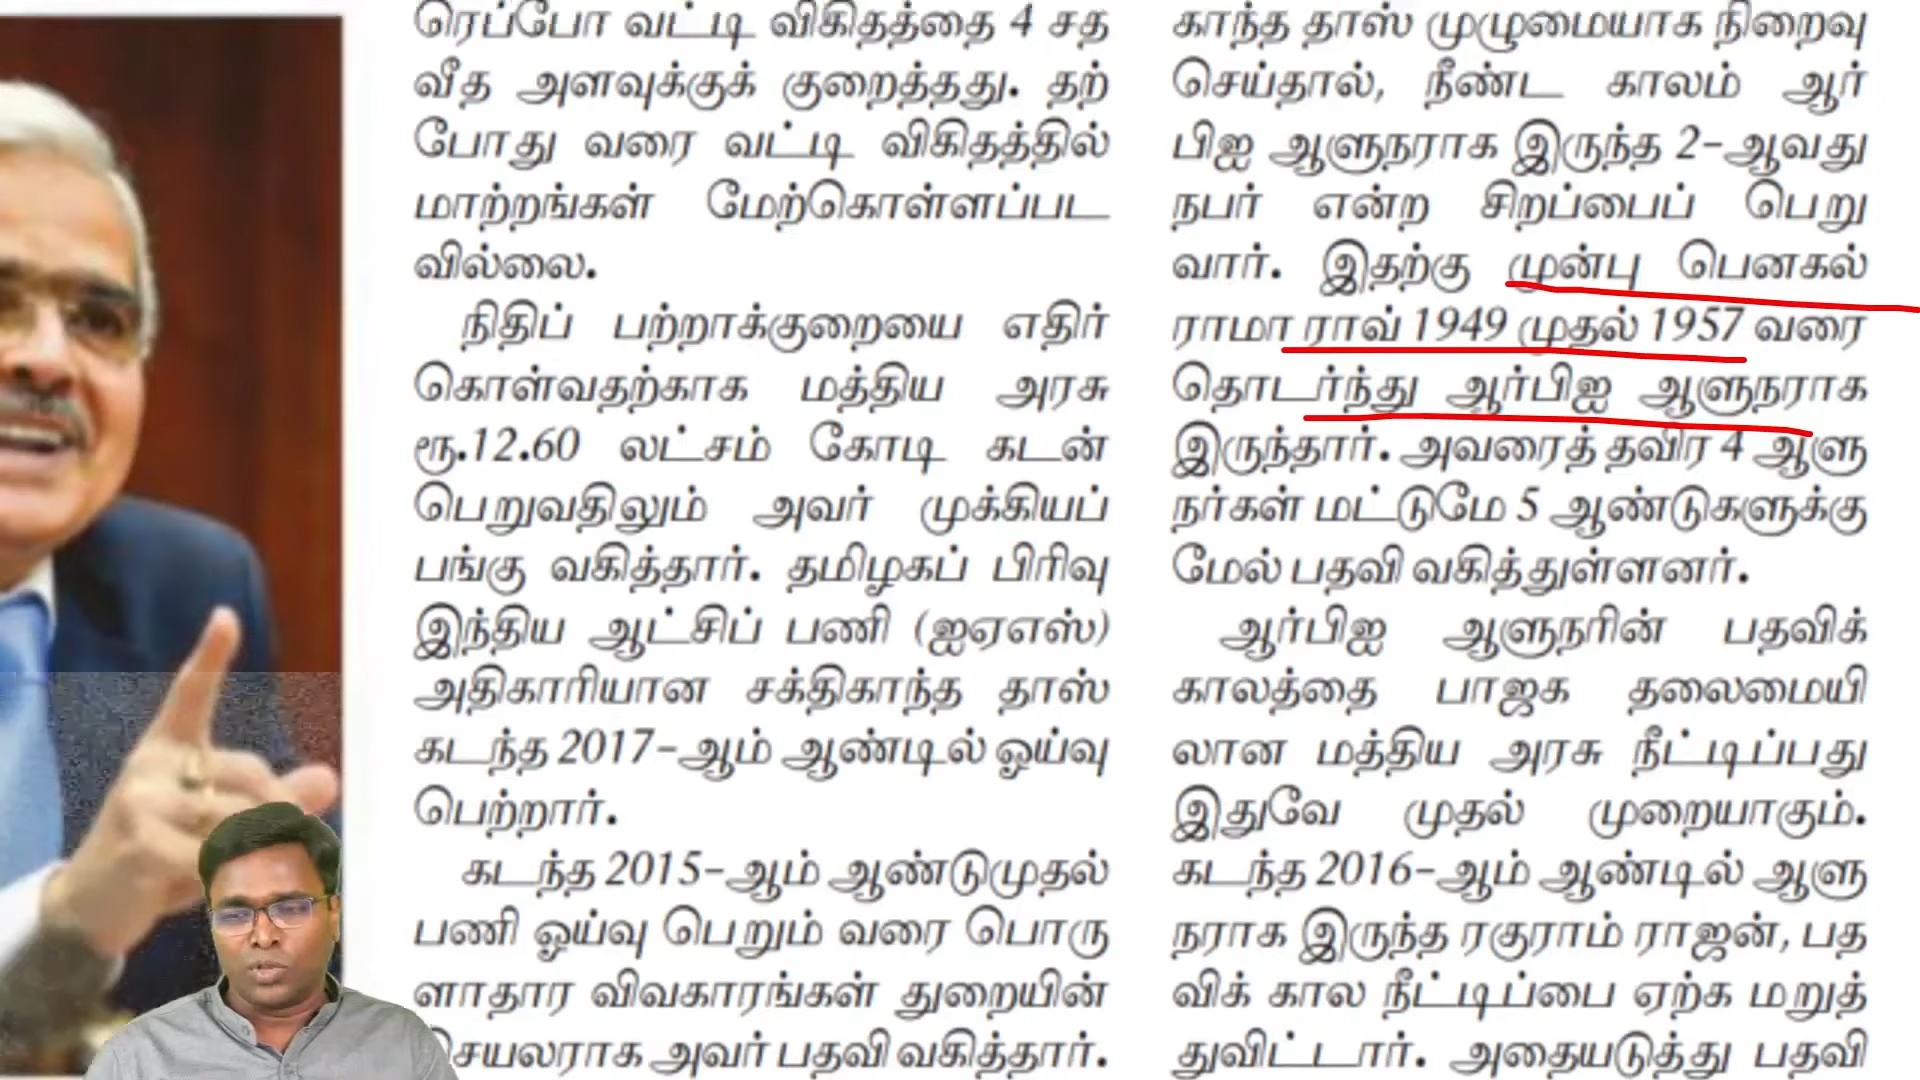 ரெப்போ வட்டி விகிதத்தை 4 சத
வீத அளவுக்குக் குறைத்தது. தற்
போது வரை வட்டி விகிதத்தில்
மாற்றங்கள் மேற்கொள்ளப்பட
வில்லை.
நிதிப் பற்றாக்குறையை எதிர்
கொள்வதற்காக மத்திய அரசு
ரூ.12.60 லட்சம் கோடி கடன்
பெறுவதிலும் அவர் முக்கியப்
பங்கு வகித்தார். தமிழகப் பிரிவு
இந்திய ஆட்சிப் பணி (ஐஏஎஸ்)
அதிகாரியான சக்திகாந்த தாஸ்
கடந்த 2017-ஆம் ஆண்டில் ஓய்வு
பெற்றார்.
கடந்த 2015-ஆம் ஆண்டுமுதல்
பணி ஓய்வு பெறும் வரை பொரு
ளாதார விவகாரங்கள் துறையின்
செயலராக அவர் பதவி வகித்தார்.
காந்த தாஸ் முழுமையாக நிறைவு
செய்தால், நீண்ட காலம் ஆர்
பிஐ ஆளுநராக இருந்த 2-ஆவது
நபர் என்ற சிறப்பைப் பெறு
வார். இதற்கு முன்பு பெனகல்
ராமா ராவ் 1949 முதல் 1957 வரை
தொடர்ந்து ஆர்பிஐ ஆளுநராக
இருந்தார். அவரைத் தவிர 4 ஆளு
நர்கள் மட்டுமே 5 ஆண்டுகளுக்கு
மேல் பதவி வகித்துள்ளனர்.
ஆர்பிஐ ஆளுநரின் பதவிக்
காலத்தை பாஜக தலைமையி
லான மத்திய அரசு நீட்டிப்பது
இதுவே முதல் முறையாகும்.
கடந்த 2016-ஆம் ஆண்டில் ஆளு
நராக இருந்த ரகுராம் ராஜன், பத
விக் கால நீட்டிப்பை ஏற்க மறுத்
துவிட்டார். அதையடுத்து பதவி